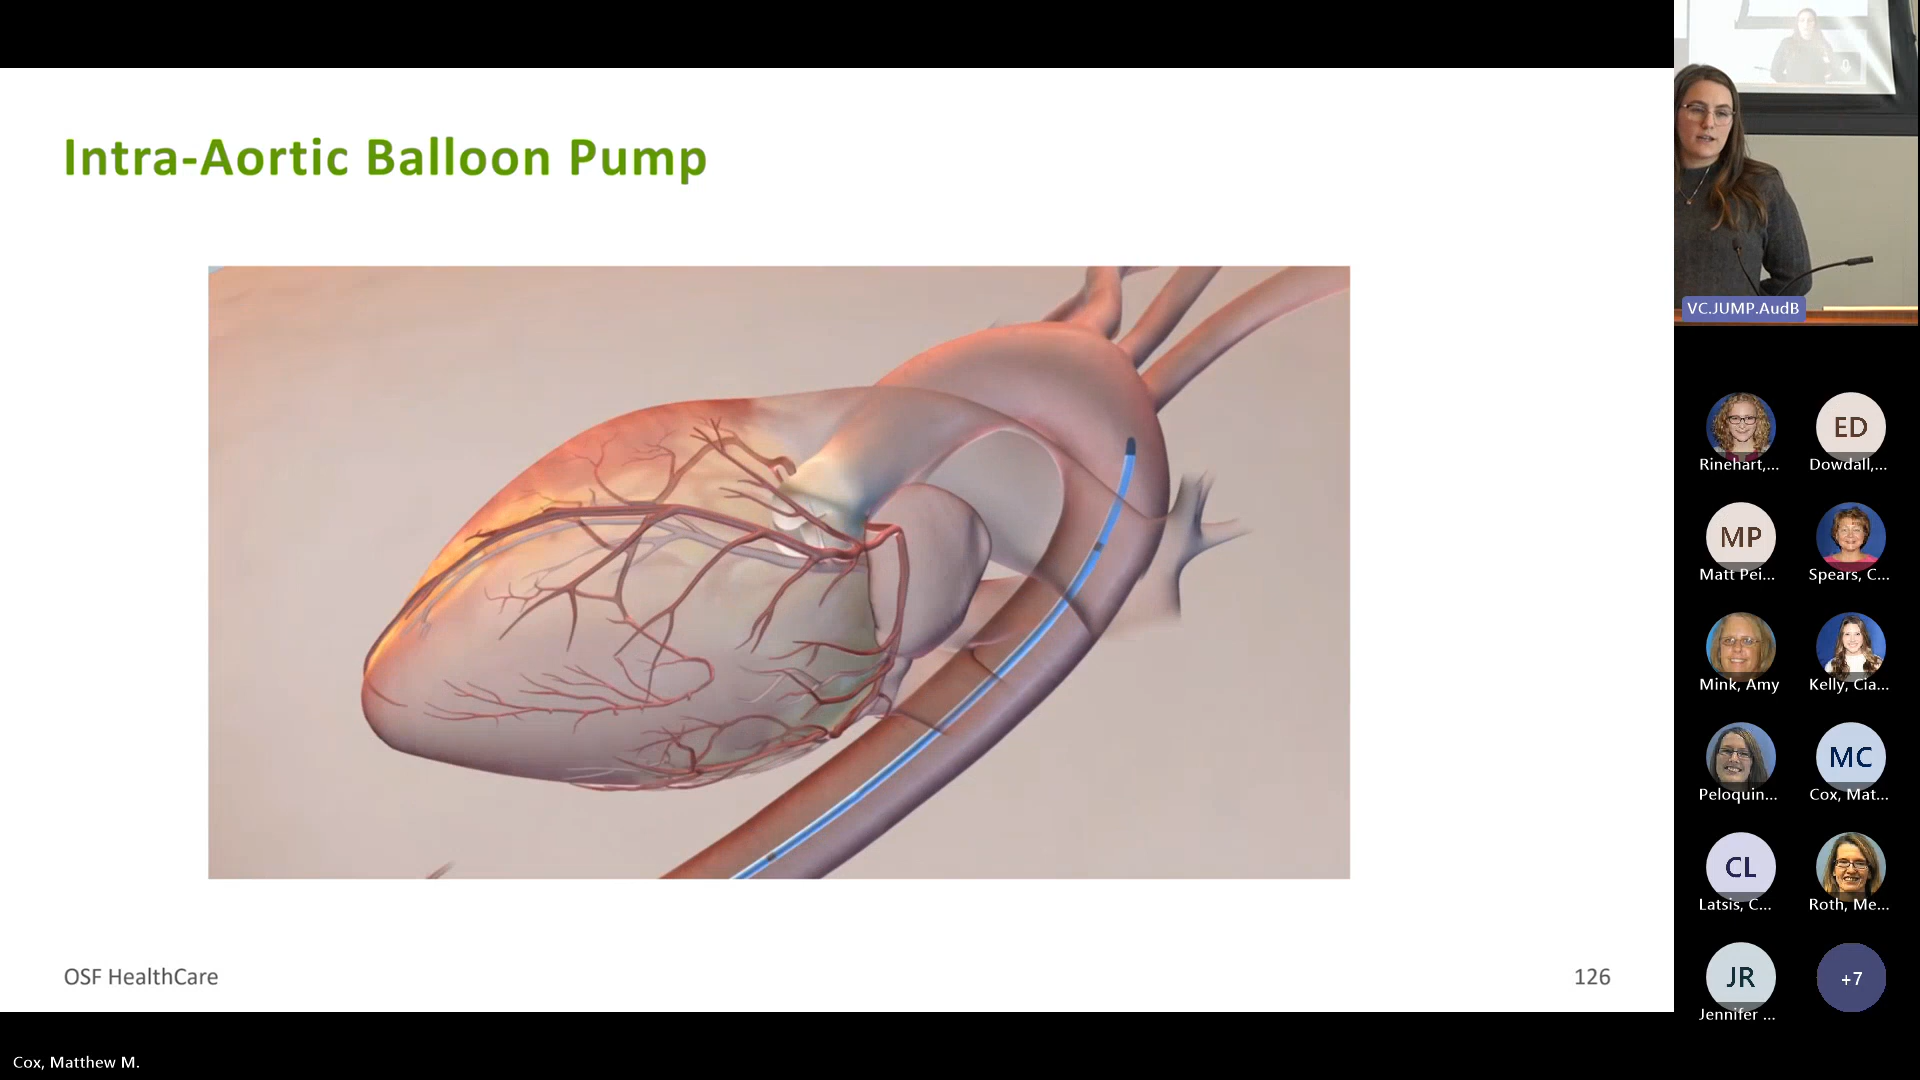 Intra-Aortic Balloon Pump
OSF HealthCare
126
VC.JUMP.AudB
Rinehart,...
ED
Dowdall,...
MP
Matt Pei...
Spears, C...
Mink, Amy
Kelly, Cia...
Peloquin...
MC
Cox, Mat...
CL
Latsis, C...
Roth, Me...
JR
Jennifer ...
+7
Cox, Matthew M.